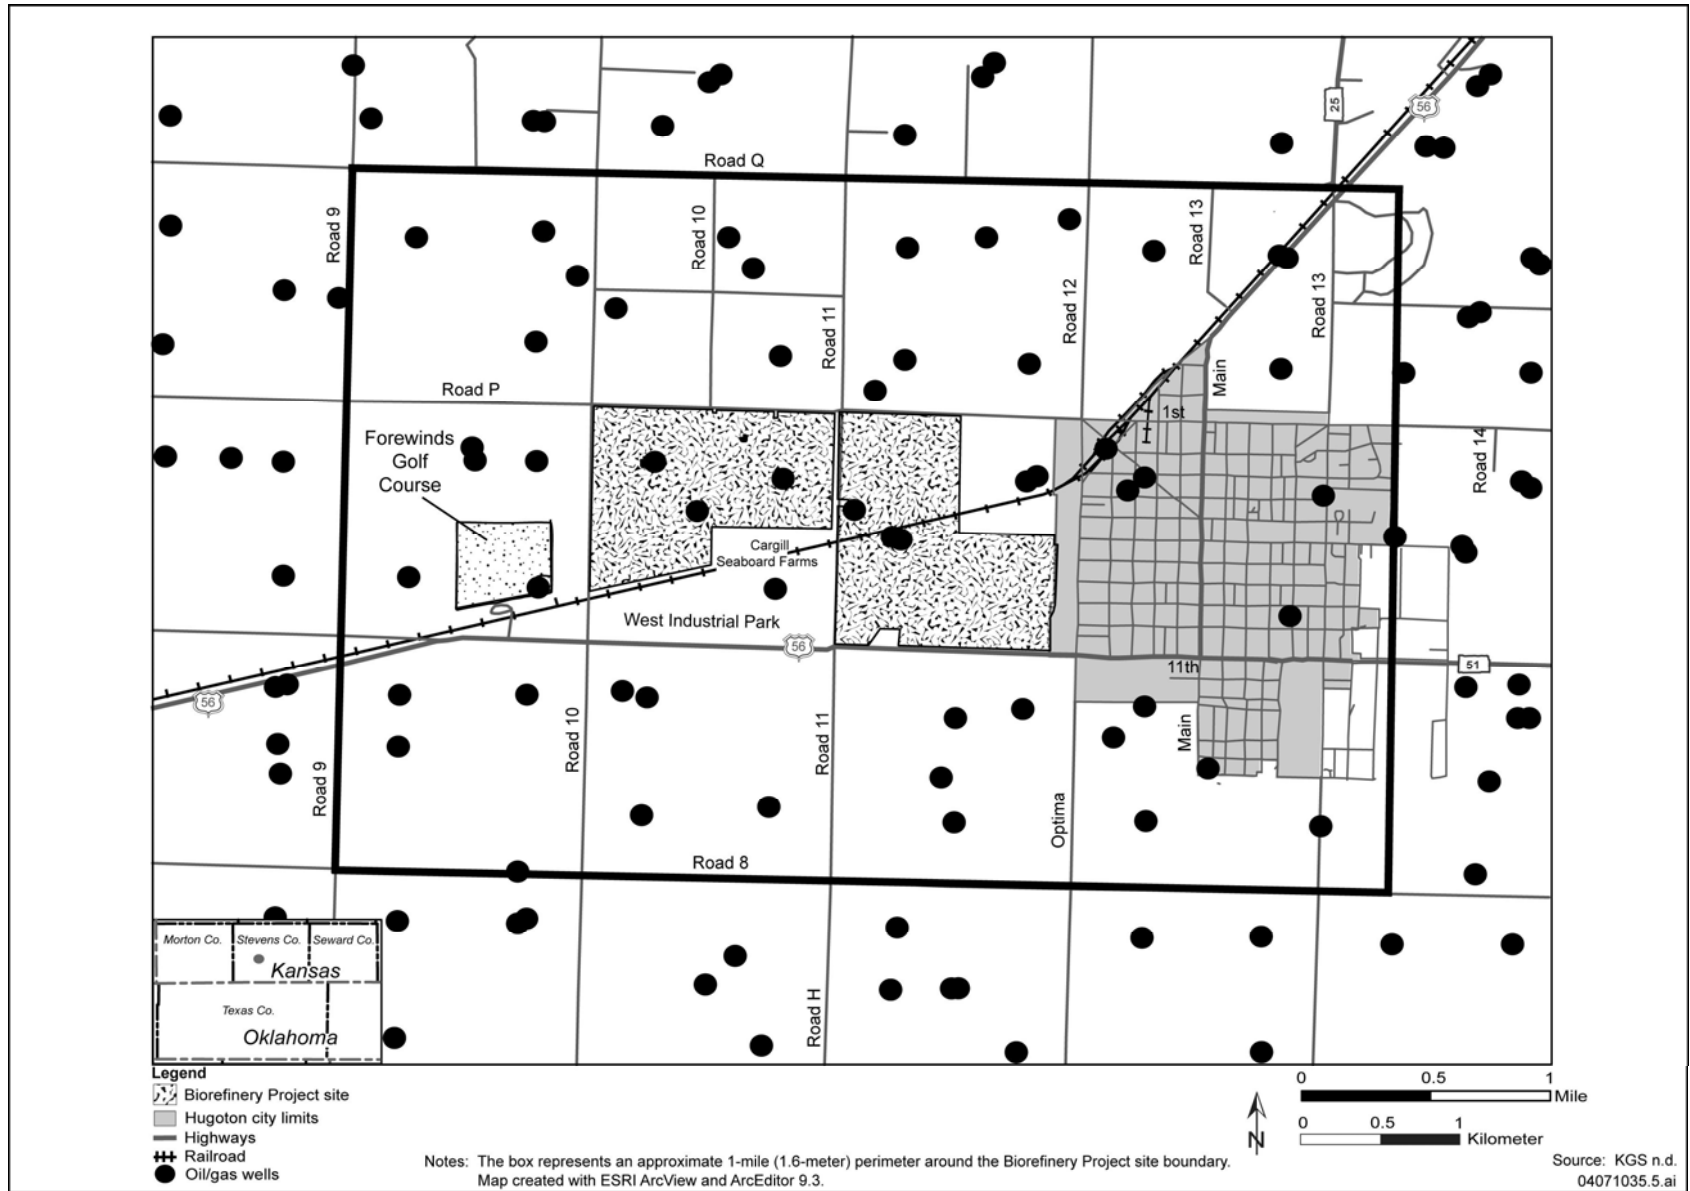 25
56
Road Q
Road 9
Road 10
Road 11
Road 12
Road 13
Road 13
Main
Road P
1st
Forewinds
Golf
Course
Road 14
Cargill
Seaboard Farms
West Industrial Park
56
11th
51
56
Road 9
Road 10
Road 11
Optima
Main
Road 8
Morton Co. Stevens Co. Seward Co.
Kansas
Texas Co.
Oklahoma
Road H
Legend
Biorefinery Project site
Hugoton city limits
Highways
Railroad
Oil/gas wells
N
0 0.5 1
Mile
0 0.5 1
Kilometer
Notes: The box represents an approximate 1-mile (1.6-meter) perimeter around the Biorefinery Project site boundary.
Map created with ESRI ArcView and ArcEditor 9.3.
Source: KGS n.d.
04071035.5.ai